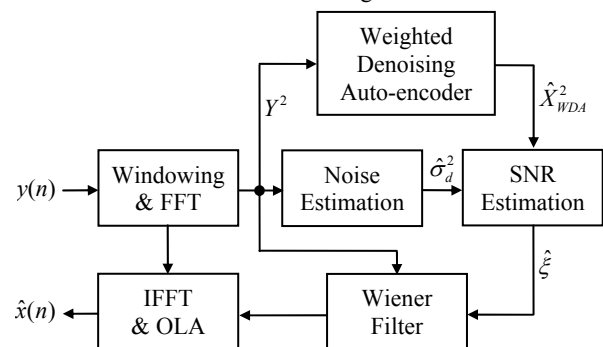 Weighted
Denoising
Auto-encoder
Y²
X̂²_WDA
y(n)
Windowing
& FFT
Noise
Estimation
σ̂²_d
SNR
Estimation
ξ̂
x̂(n)
IFFT
& OLA
Wiener
Filter